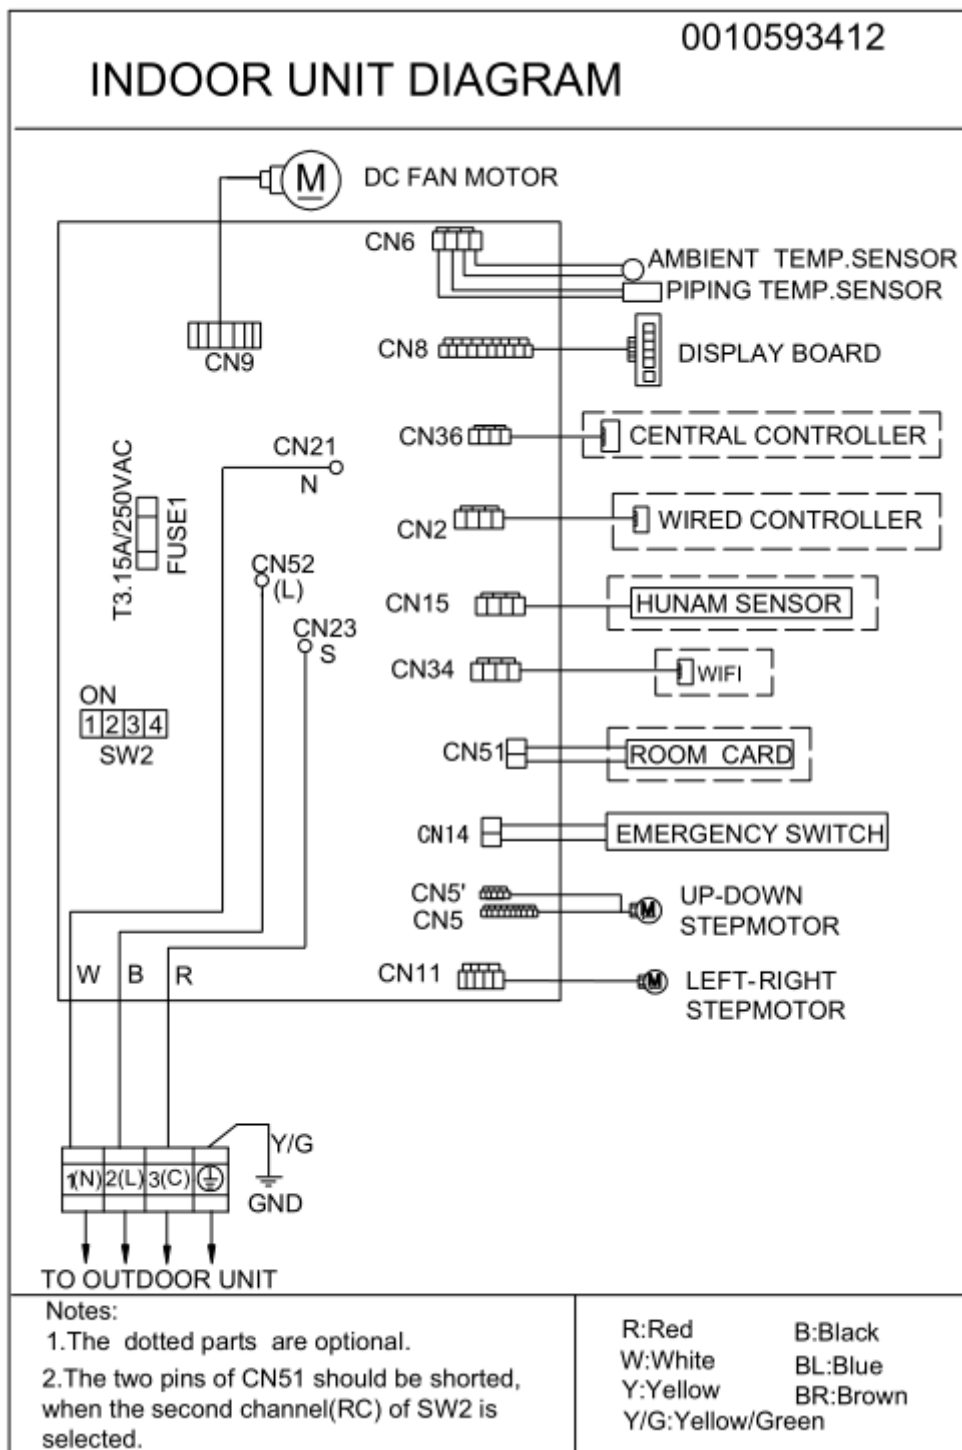 0010593412
INDOOR UNIT DIAGRAM
M
DC FAN MOTOR
CN6
AMBIENT TEMP.SENSOR
PIPING TEMP.SENSOR
CN9
CN8
DISPLAY BOARD
CN36
CENTRAL CONTROLLER
CN21
N
T3.15A/250VAC
FUSE1
CN2
WIRED CONTROLLER
CN52
(L)
CN15
HUNAM SENSOR
CN23
S
CN34
WIFI
ON
1 2 3 4
SW2
CN51
ROOM CARD
CN14
EMERGENCY SWITCH
CN5'
CN5
M
UP-DOWN
STEPMOTOR
W B R
CN11
M
LEFT-RIGHT
STEPMOTOR
Y/G
1(N) 2(L) 3(C)
GND
TO OUTDOOR UNIT
Notes:
1.The dotted parts are optional.
2.The two pins of CN51 should be shorted,
when the second channel(RC) of SW2 is
selected.
R:Red B:Black
W:White BL:Blue
Y:Yellow BR:Brown
Y/G:Yellow/Green